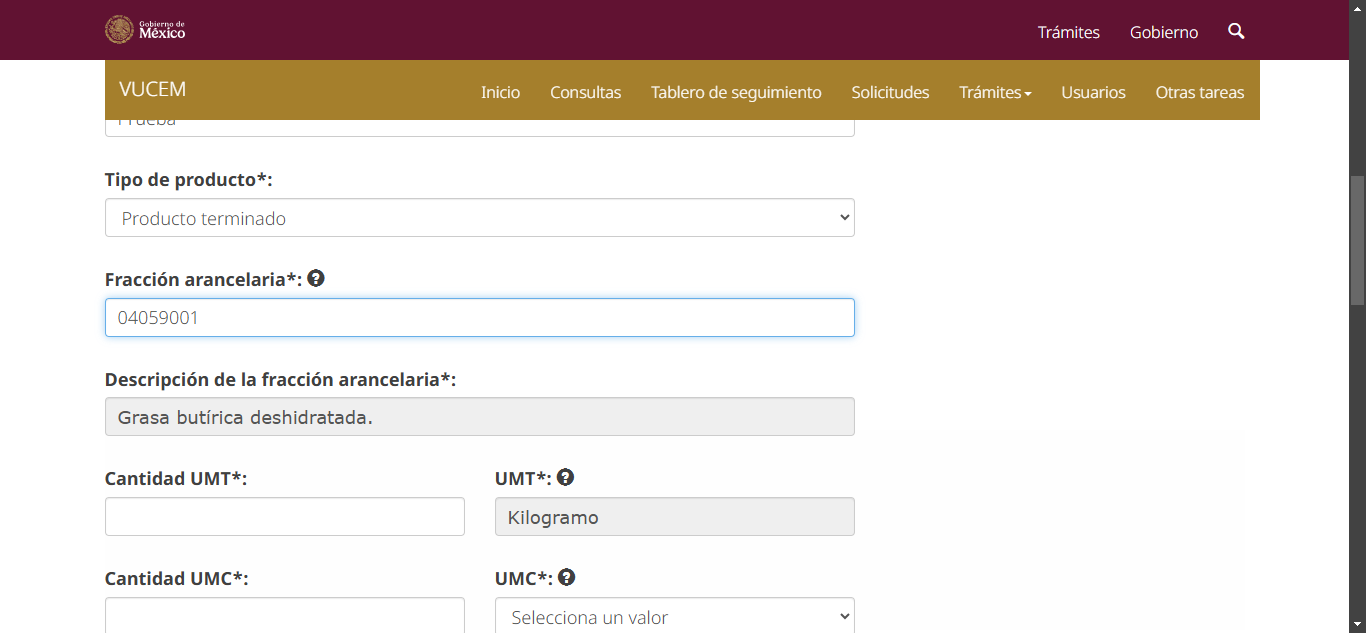 Gobierno de
México
Trámites
Gobierno
VUCEM
Inicio
Consultas
Tablero de seguimiento
Solicitudes
Trámites
Usuarios
Otras tareas
Prueba
Tipo de producto*:
Producto terminado
Fracción arancelaria*: ?
04059001
Descripción de la fracción arancelaria*:
Grasa butírica deshidratada.
Cantidad UMT*:
UMT*: ?
Kilogramo
Cantidad UMC*:
UMC*: ?
Selecciona un valor